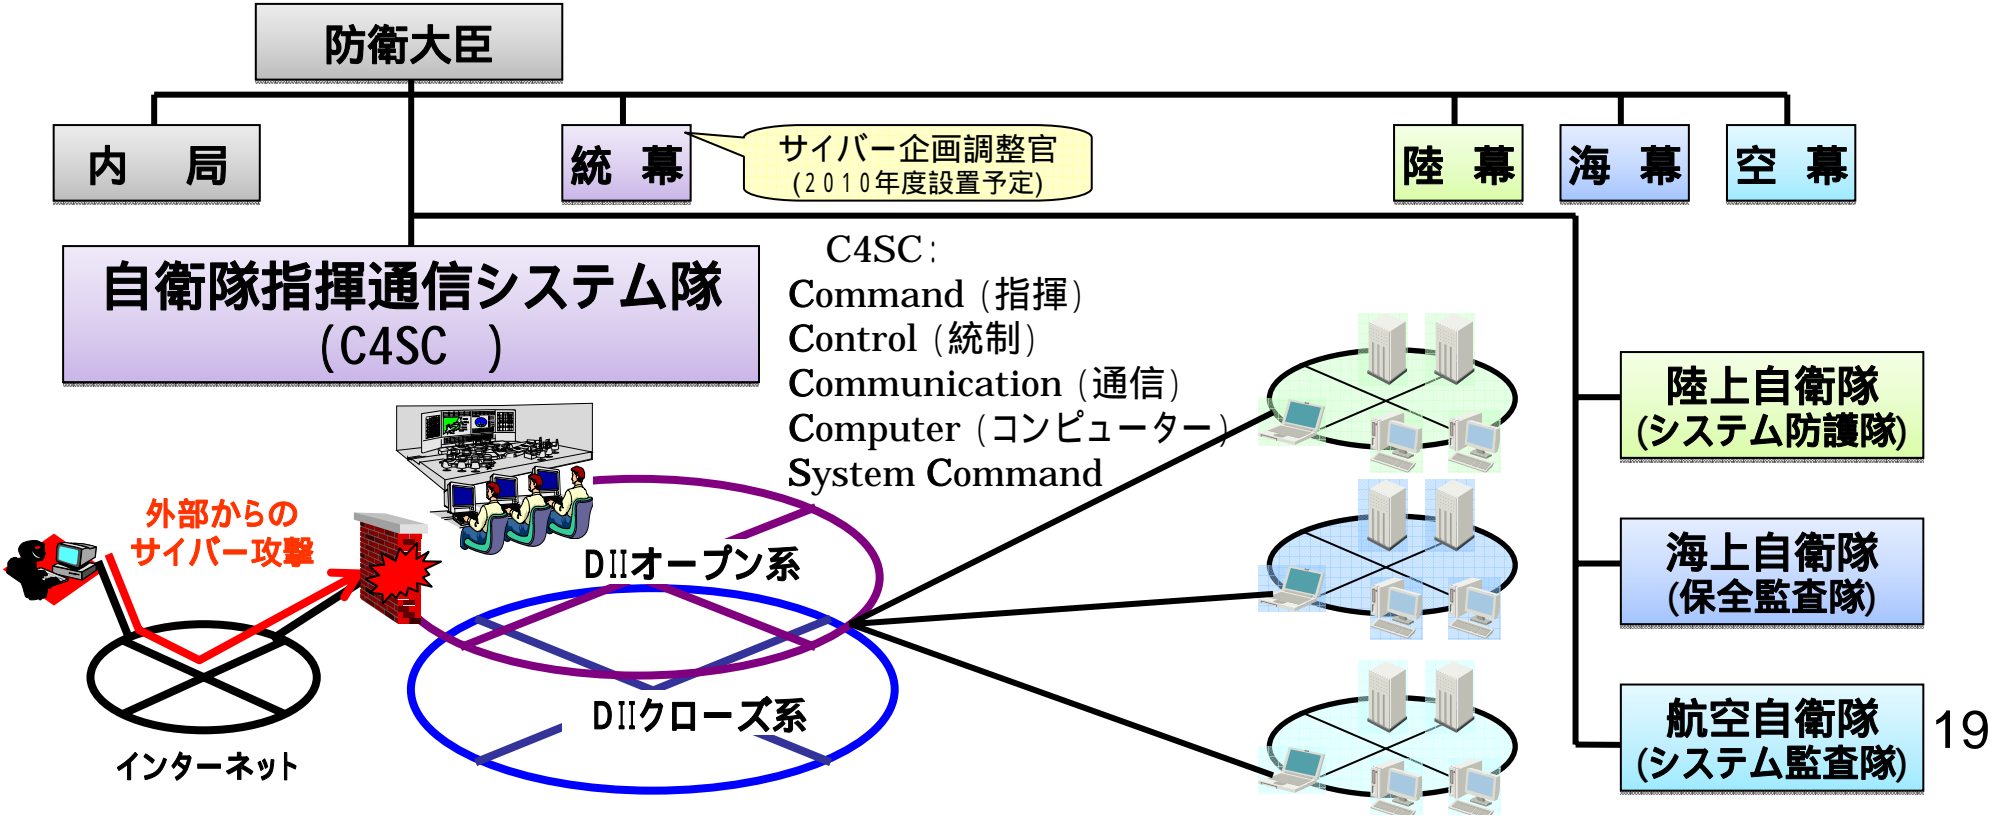 防衛大臣
内　局
統　幕
サイバー企画調整官
(2010年度設置予定)
陸　幕
海　幕
空　幕
自衛隊指揮通信システム隊
(C4SC　)
C4SC:
Command (指揮)
Control (統制)
Communication (通信)
Computer (コンピューター)
System Command
陸上自衛隊
(システム防護隊)
外部からの
サイバー攻撃
DIIオープン系
海上自衛隊
(保全監査隊)
DIIクローズ系
インターネット
航空自衛隊
(システム監査隊)
19